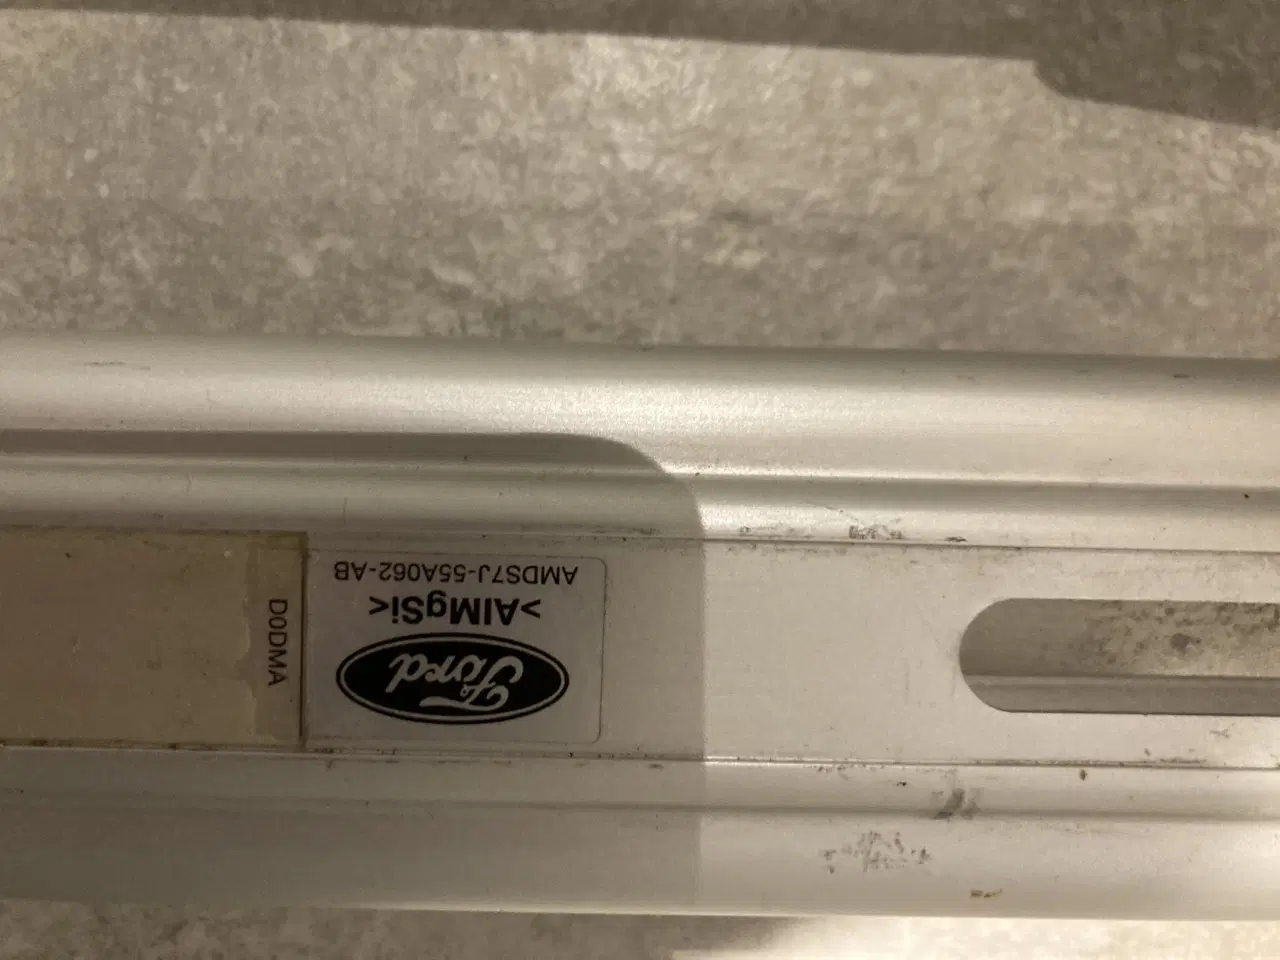 Ford
>AlMgSi<
AMDS7J-55A062-AB
D0DMA